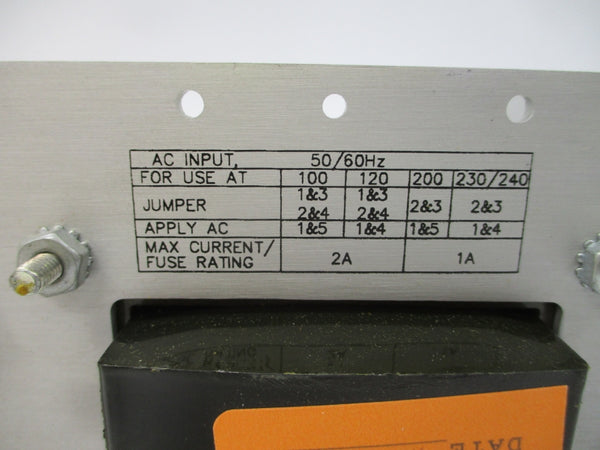 AC INPUT, 50/60Hz
FOR USE AT 100 120 200 230/240
JUMPER 1&3 2&4 1&3 2&4 2&3 2&3
APPLY AC 1&5 1&4 1&5 1&4
MAX CURRENT/ FUSE RATING 2A 1A
DATE